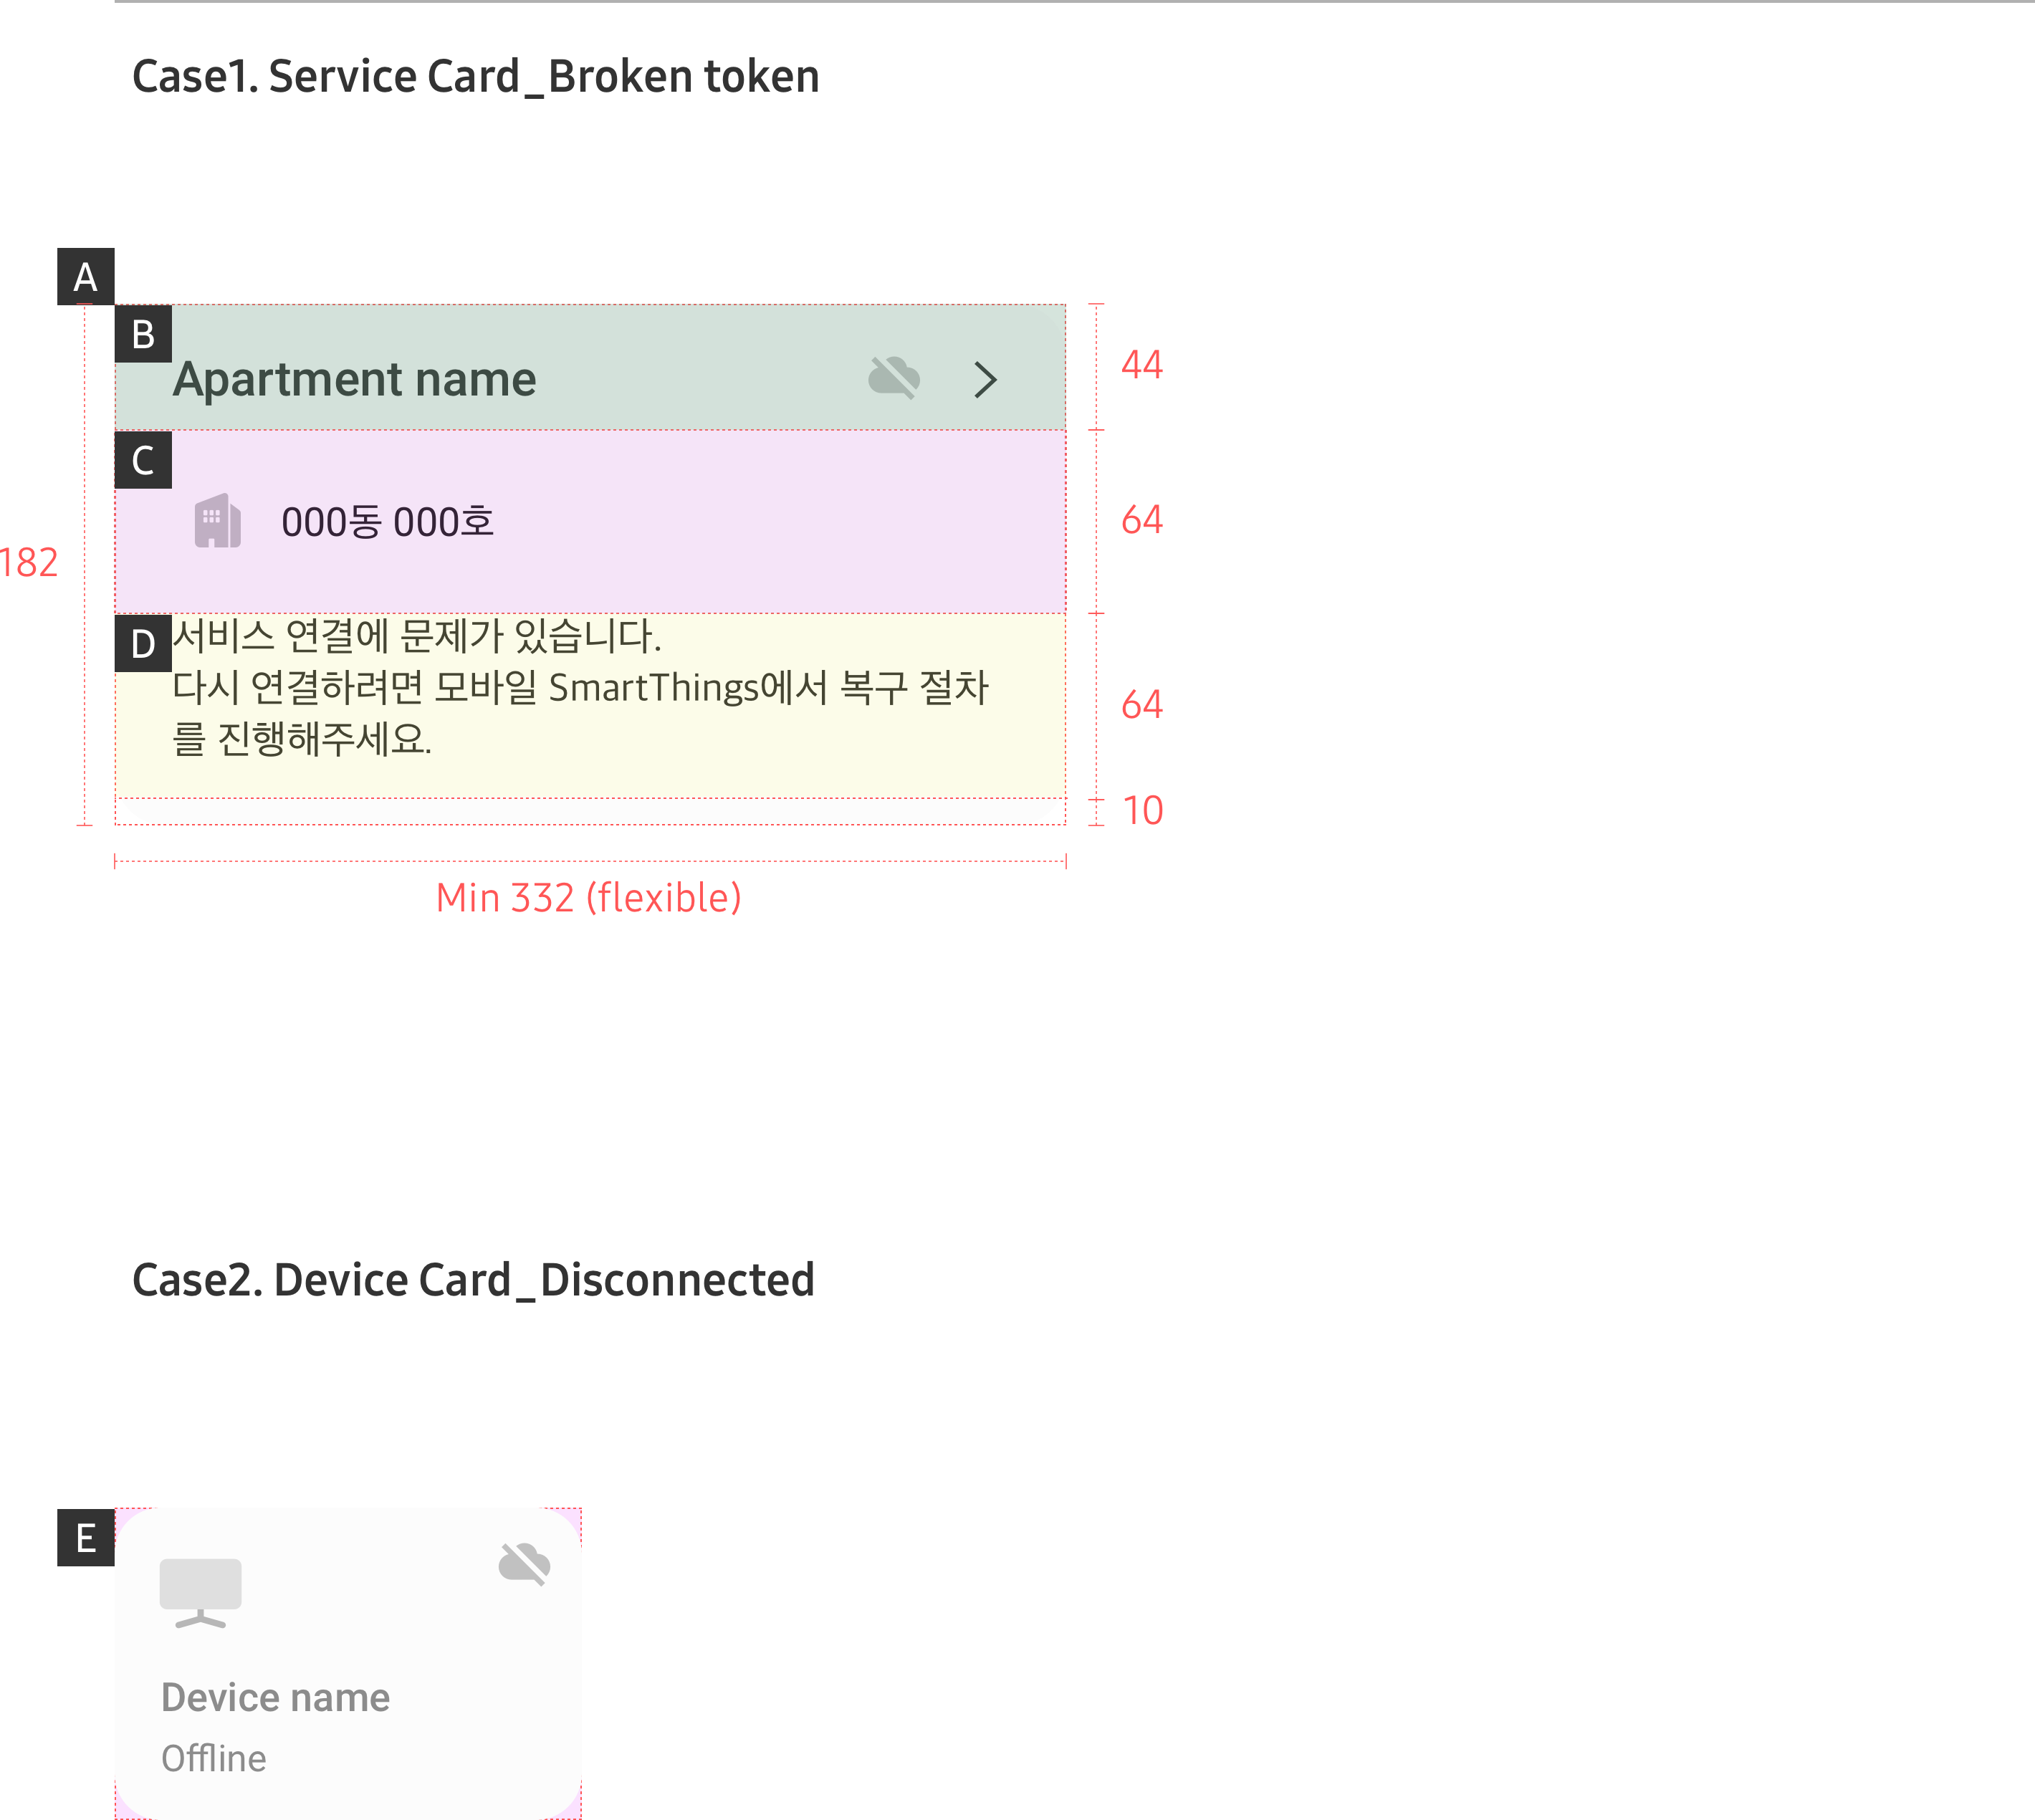 Case1. Service Card_Broken token
A
B
Apartment name
44
C
000동 000호
64
182
D
서비스 연결에 문제가 있습니다.
다시 연결하려면 모바일 SmartThings에서 복구 절차
를 진행해주세요.
64
10
Min 332 (flexible)
Case2. Device Card_Disconnected
E
Device name
Offline